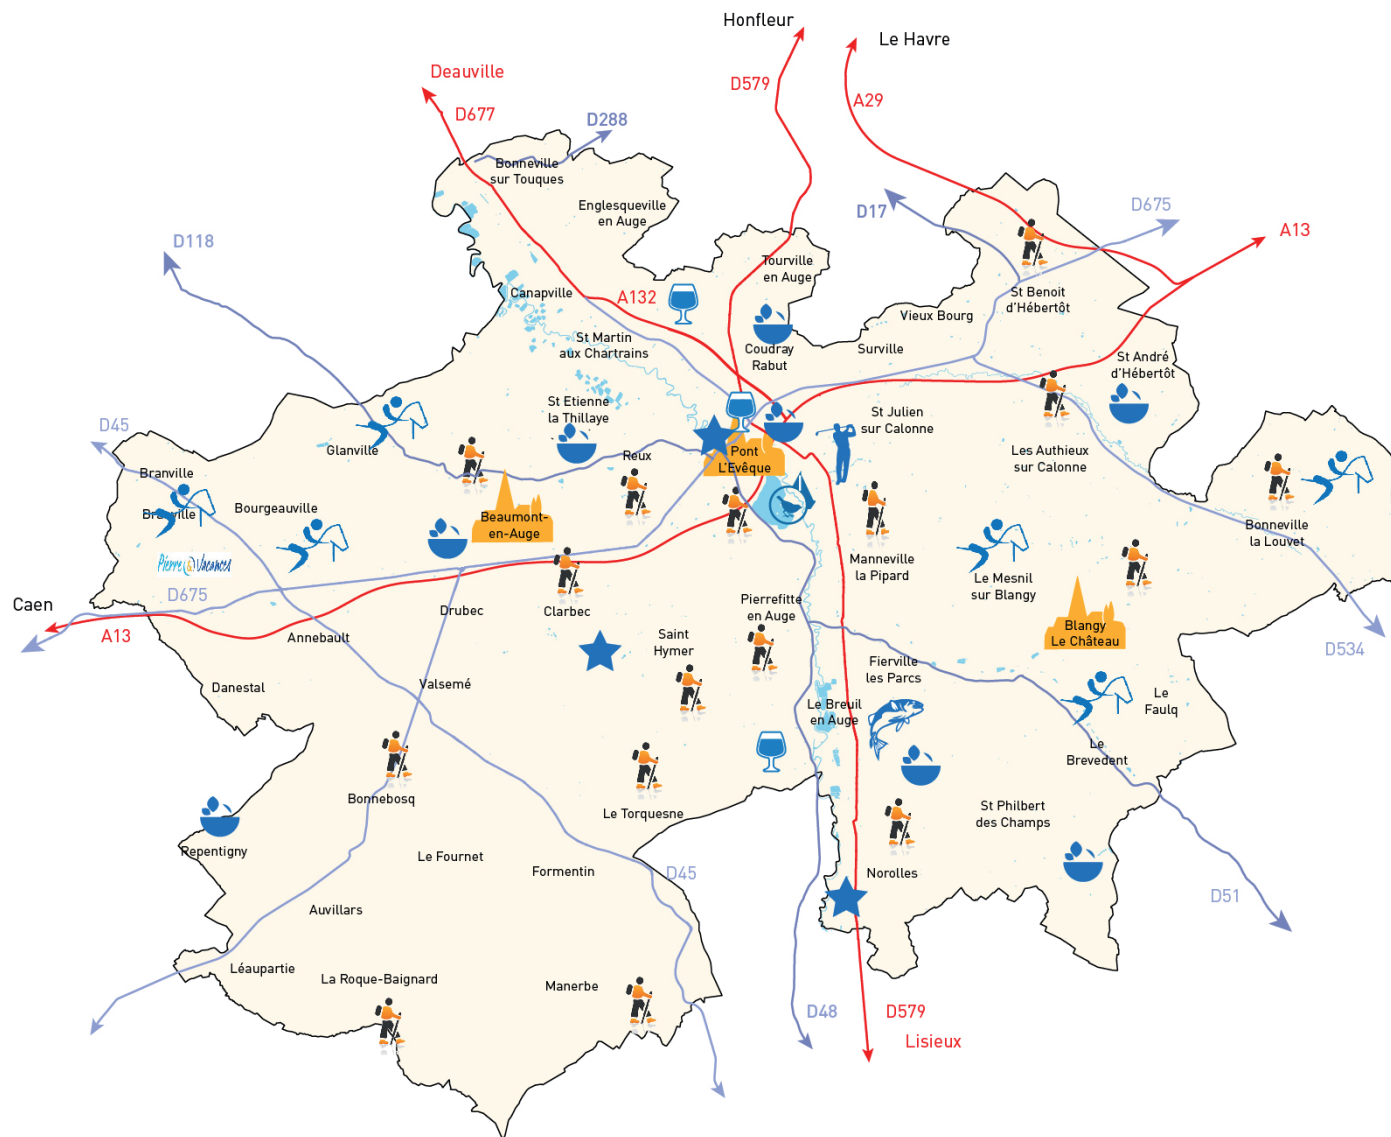 Honfleur
Le Havre
Deauville
D579
A29
D677
D288
Bonneville
sur Touques
Englesqueville
en Auge
D17
D675
A13
D118
Tourville
en Auge
Canapville
A132
St Benoit
d'Hébertôt
Vieux Bourg
St Martin
aux Chartrains
Coudray
Rabut
Surville
St André
d'Hébertôt
St Etienne
la Thillaye
St Julien
sur Calonne
D45
Glanville
Reux
Pont
L'Evêque
Les Authieux
sur Calonne
Branville
Branville
Bourgeauville
Beaumont-
en-Auge
Bonneville
la Louvet
Pierre & Vacances
Manneville
la Pipard
Le Mesnil
sur Blangy
D675
Caen
A13
Drubec
Clarbec
Pierrefitte
en Auge
Blangy
Le Château
Annebault
Saint
Hymer
D534
Danestal
Valsemé
Fierville
les Parcs
Le Breuil
en Auge
Le
Faulq
Le
Brevedent
Bonnebosq
Le Torquesne
St Philbert
des Champs
Repentigny
Le Fournet
Formentin
D45
Norolles
D51
Auvillars
Léaupartie
La Roque-Baignard
Manerbe
D48
D579
Lisieux